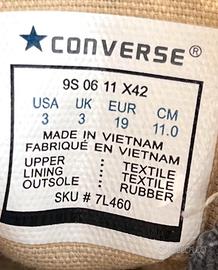 ★ CONVERSE®
9S 06 11 X42
USA UK EUR CM
3 3 19 11.0
MADE IN VIETNAM
FABRIQUÉ EN VIETNAM
UPPER : TEXTILE
LINING : TEXTILE
OUTSOLE : RUBBER
SKU # 7L460